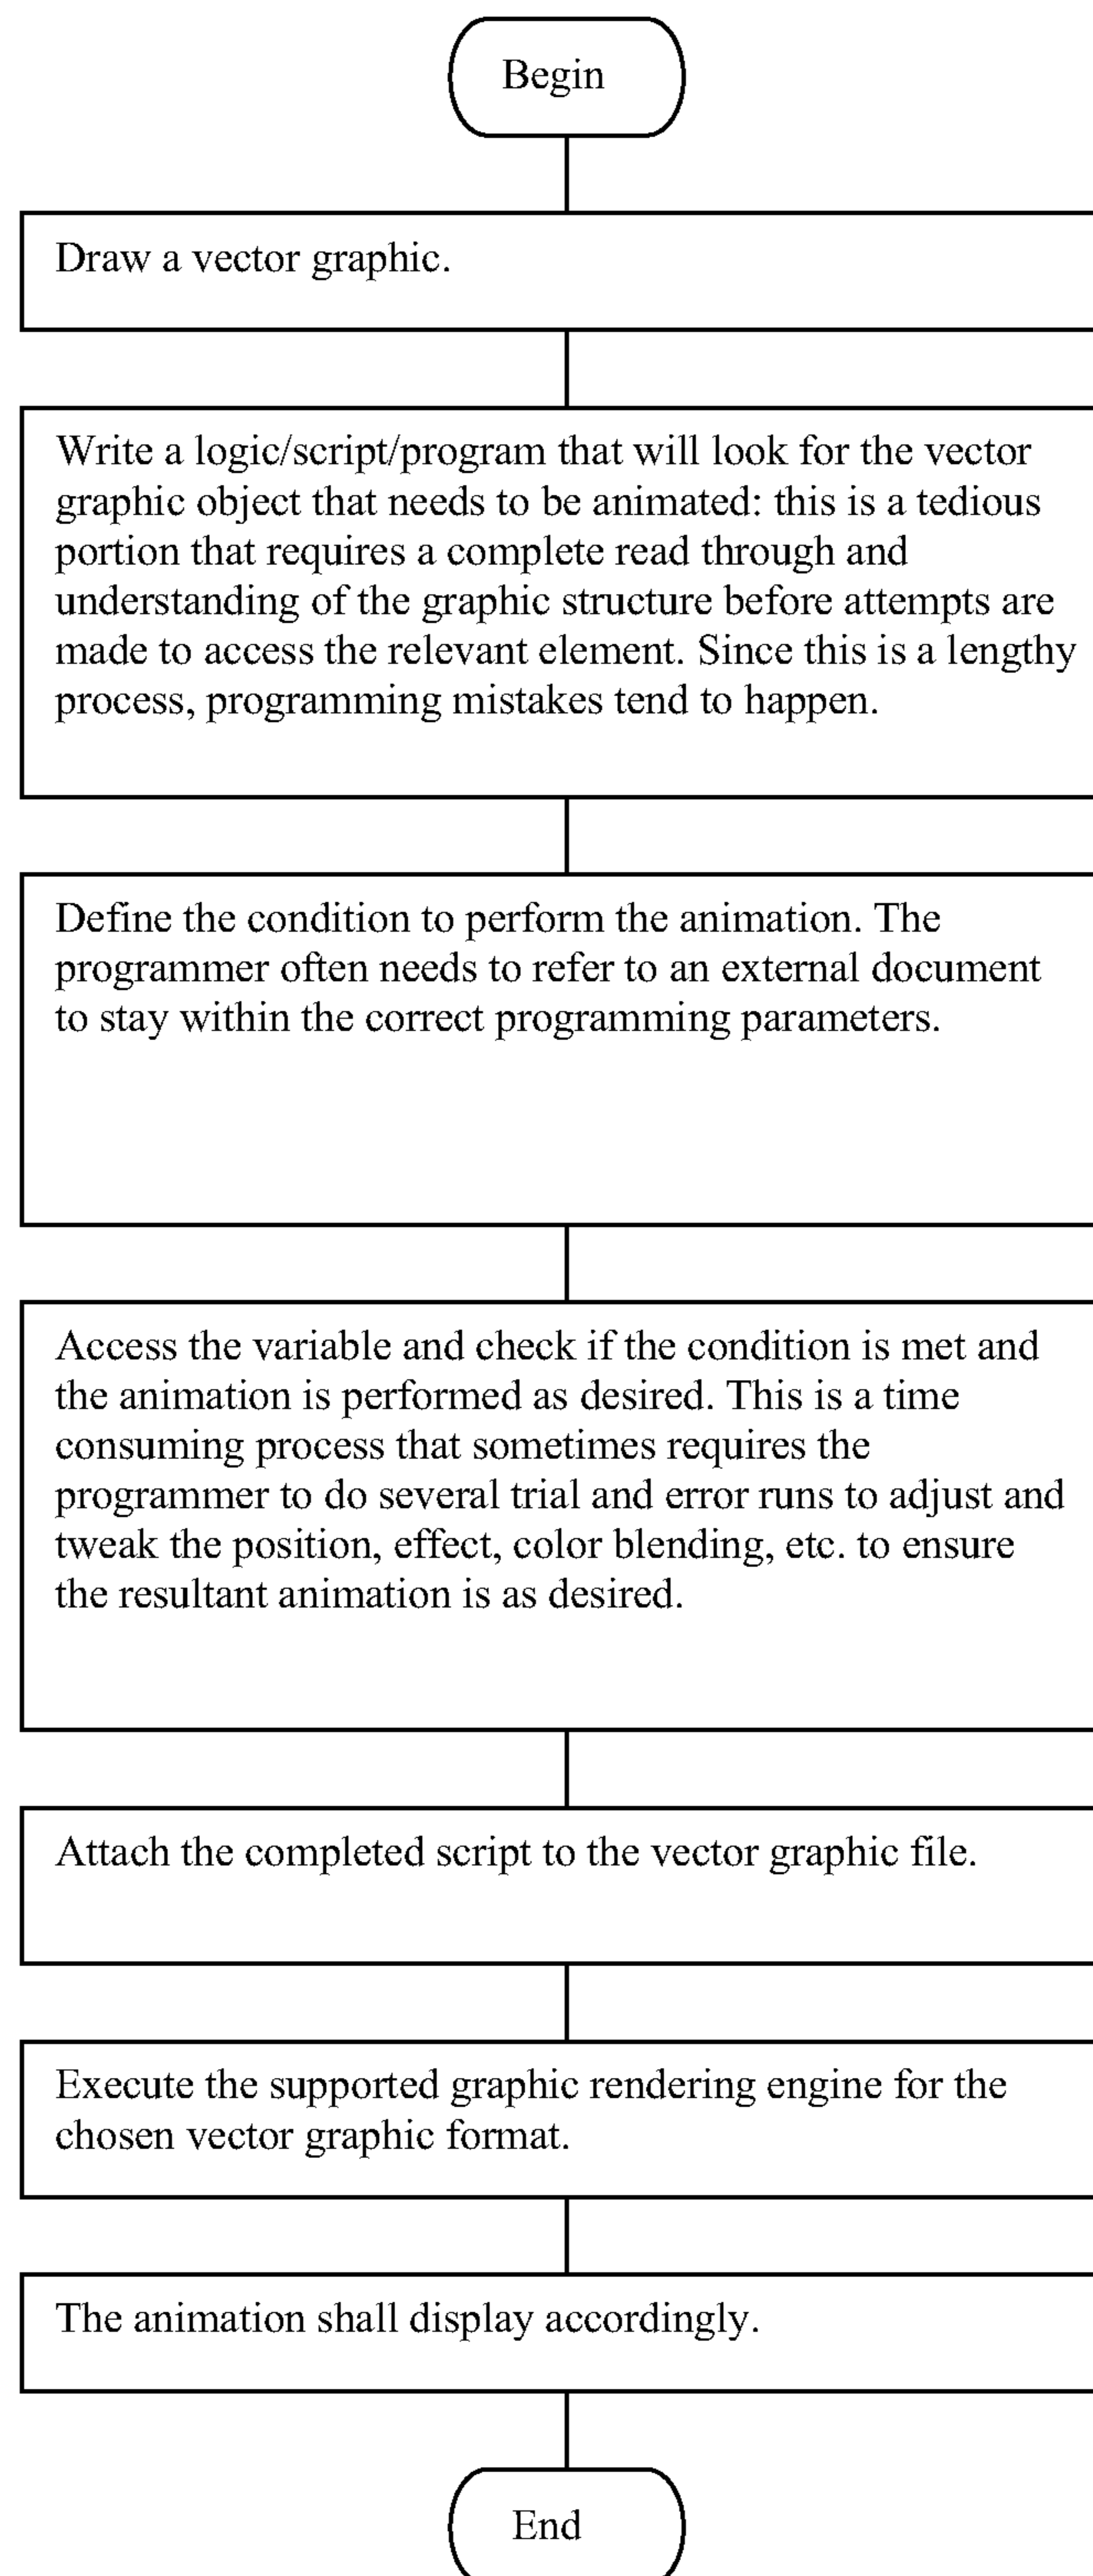 Begin
Draw a vector graphic.
Write a logic/script/program that will look for the vector
graphic object that needs to be animated: this is a tedious
portion that requires a complete read through and
understanding of the graphic structure before attempts are
made to access the relevant element. Since this is a lengthy
process, programming mistakes tend to happen.
Define the condition to perform the animation. The
programmer often needs to refer to an external document
to stay within the correct programming parameters.
Access the variable and check if the condition is met and
the animation is performed as desired. This is a time
consuming process that sometimes requires the
programmer to do several trial and error runs to adjust and
tweak the position, effect, color blending, etc. to ensure
the resultant animation is as desired.
Attach the completed script to the vector graphic file.
Execute the supported graphic rendering engine for the
chosen vector graphic format.
The animation shall display accordingly.
End